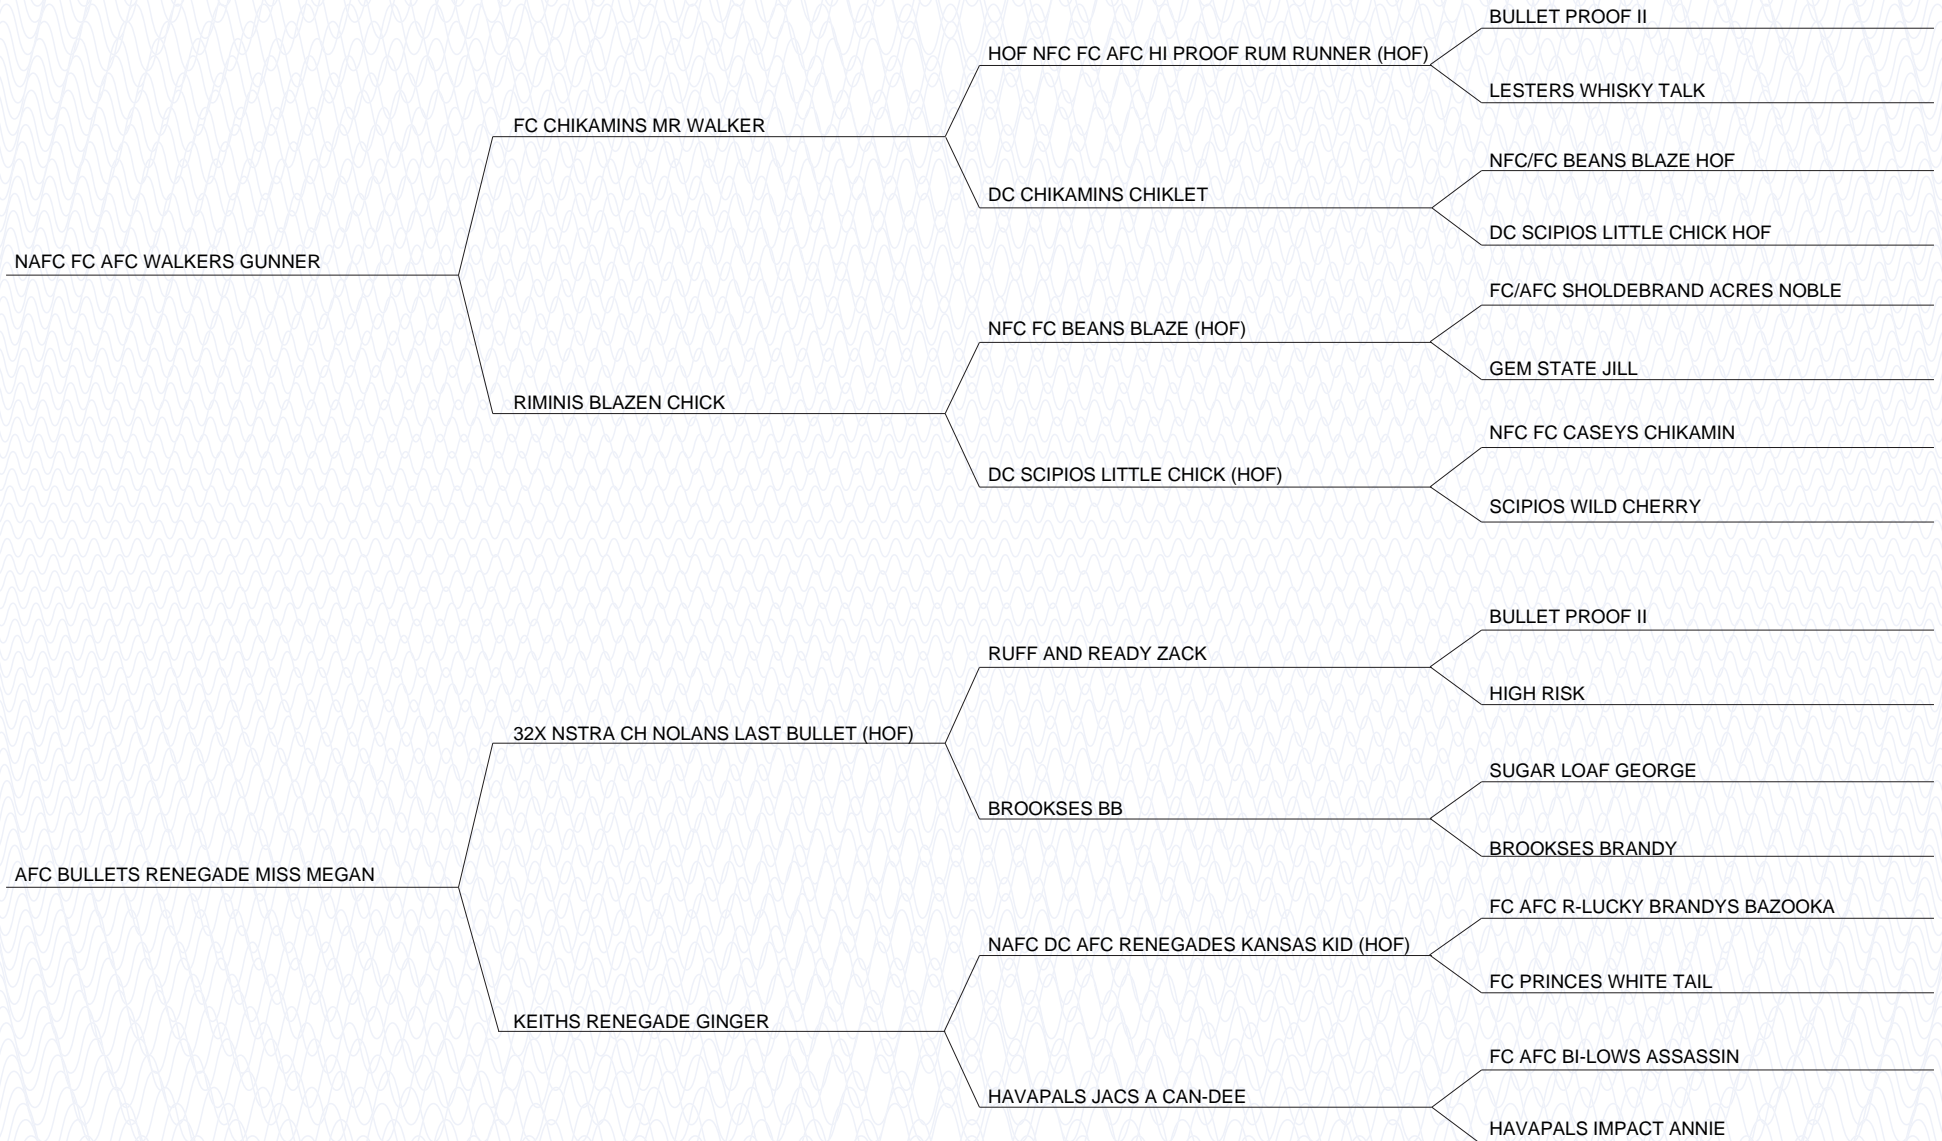 BULLET PROOF II
HOF NFC FC AFC HI PROOF RUM RUNNER (HOF)
LESTERS WHISKY TALK
FC CHIKAMINS MR WALKER
NFC/FC BEANS BLAZE HOF
DC CHIKAMINS CHIKLET
DC SCIPIOS LITTLE CHICK HOF
NAFC FC AFC WALKERS GUNNER
FC/AFC SHOLDEBRAND ACRES NOBLE
NFC FC BEANS BLAZE (HOF)
GEM STATE JILL
RIMINIS BLAZEN CHICK
NFC FC CASEYS CHIKAMIN
DC SCIPIOS LITTLE CHICK (HOF)
SCIPIOS WILD CHERRY
BULLET PROOF II
RUFF AND READY ZACK
HIGH RISK
32X NSTRA CH NOLANS LAST BULLET (HOF)
SUGAR LOAF GEORGE
BROOKSES BB
BROOKSES BRANDY
AFC BULLETS RENEGADE MISS MEGAN
FC AFC R-LUCKY BRANDYS BAZOOKA
NAFC DC AFC RENEGADES KANSAS KID (HOF)
FC PRINCES WHITE TAIL
KEITHS RENEGADE GINGER
FC AFC BI-LOWS ASSASSIN
HAVAPALS JACS A CAN-DEE
HAVAPALS IMPACT ANNIE